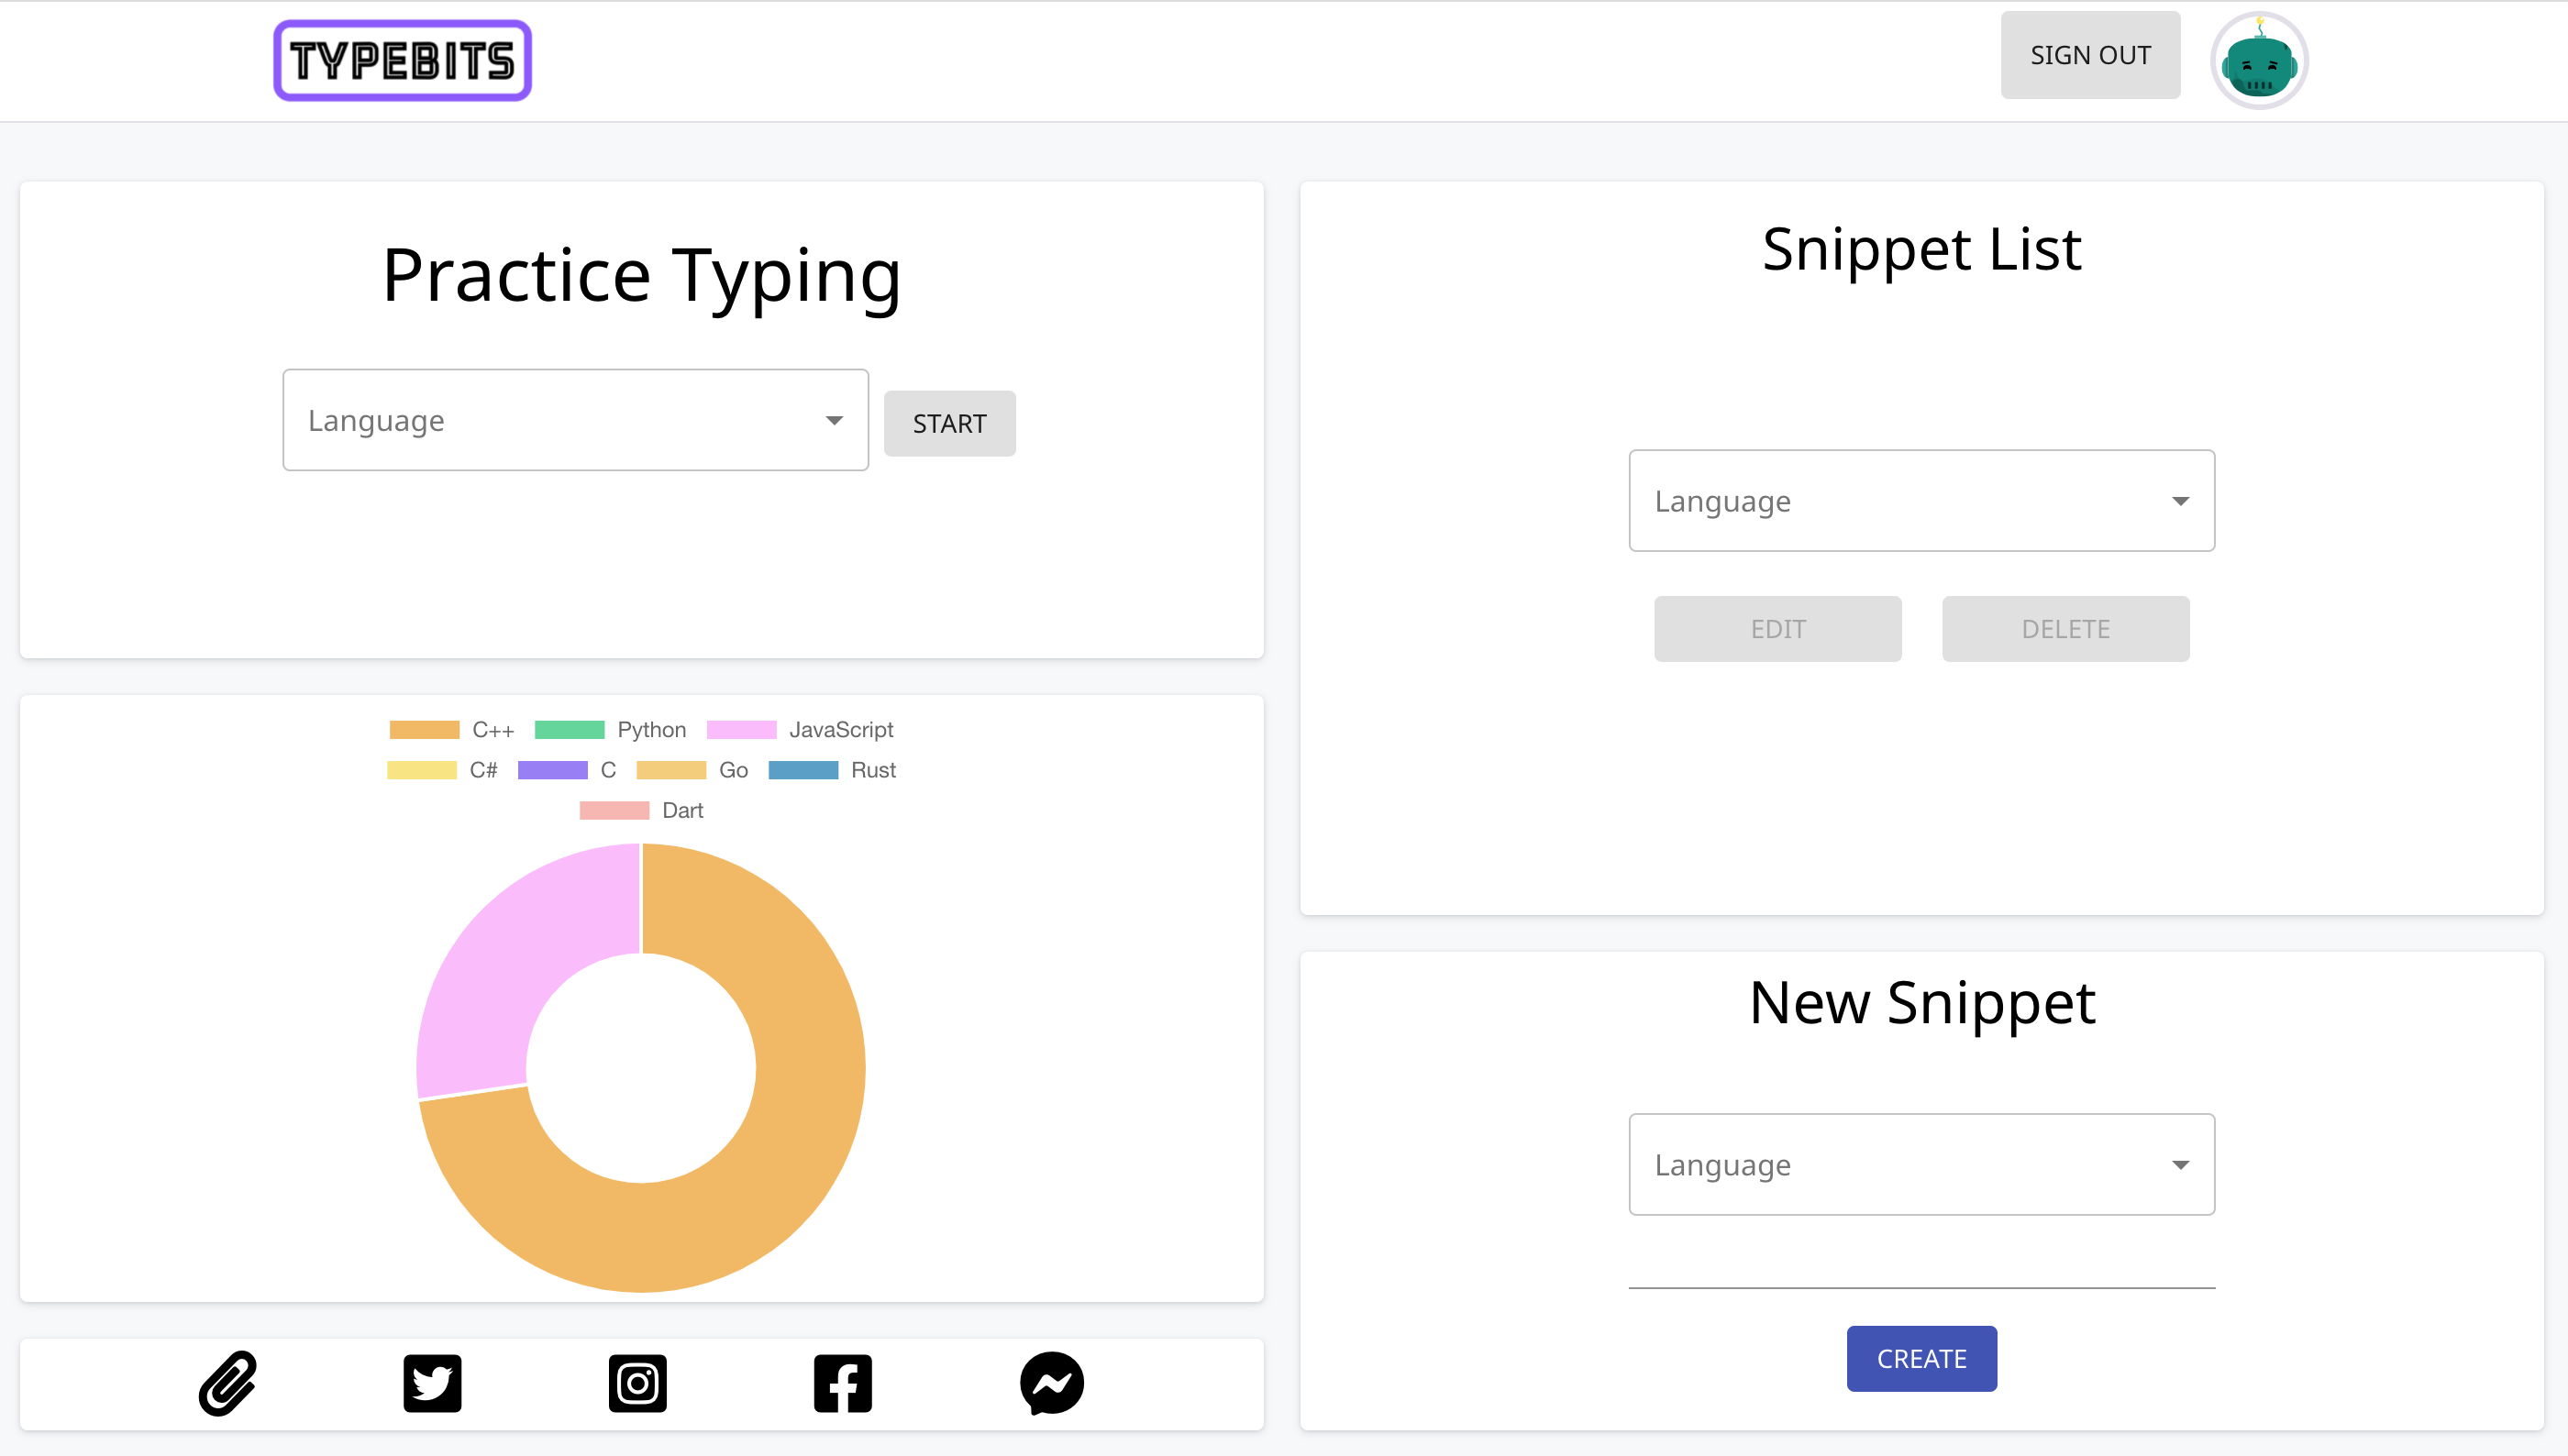 TYPEBITS
SIGN OUT
Practice Typing
Language
START
C++ Python JavaScript
C# C Go Rust
Dart
Snippet List
Language
EDIT DELETE
New Snippet
Language
CREATE